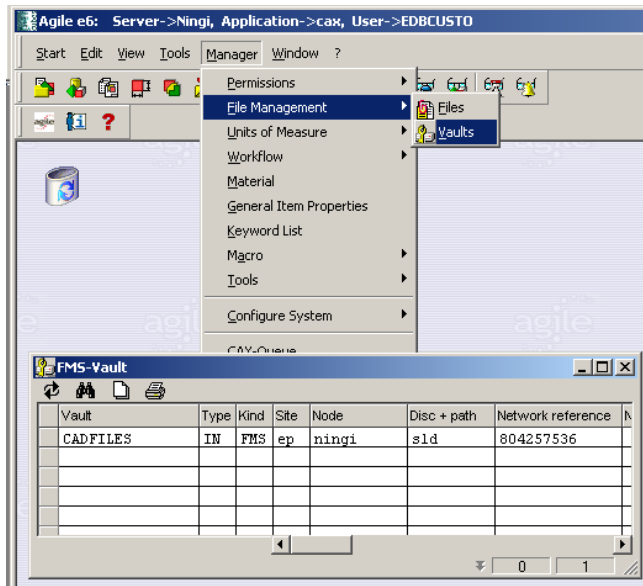 Agile e6: Server->Ningi, Application->cax, User->EDBCUSTO
Start Edit View Tools Manager Window ?
agile
Permissions
File Management
Units of Measure
Workflow
Material
General Item Properties
Keyword List
Macro
Tools
Configure System
CAX-Queue
Files
Vaults
agile
agile
FMS-Vault
Vault Type Kind Site Node Disc + path Network reference N
CADFILES IN FMS ep ningi sld 804257536
0 1